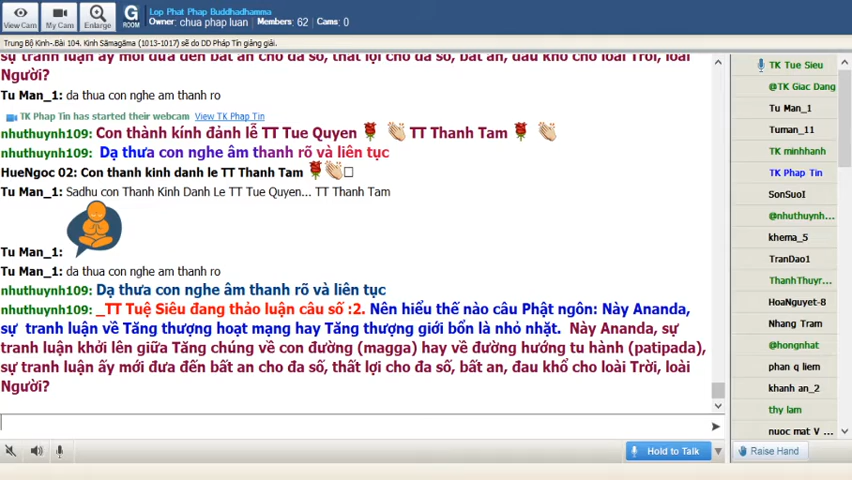 View Cam
My Cam
Enlarge
G
ROOM
Lop Phat Phap Buddhadhamma
Owner: chua phap luan Members: 62 Cams: 0
Trung Bộ Kinh-.Bài 104. Kinh Sāmagāma (1013-1017) sẽ do DD Pháp Tín giảng giải.
sự tranh luận ấy mới đưa đến bất an cho đa số, thất lợi cho đa số, bất an, đau khổ cho loài Trời, loài
Người?
Tu Man_1: da thua con nghe am thanh ro
TK Phap Tin has started their webcam View TK Phap Tin
nhuthuynh109: Con thành kính đảnh lễ TT Tue Quyen TT Thanh Tam
nhuthuynh109: Dạ thưa con nghe âm thanh rõ và liên tục
HueNgoc 02: Con thanh kinh danh le TT Thanh Tam
Tu Man_1: Sadhu con Thanh Kinh Danh Le TT Tue Quyen... TT Thanh Tam
Tu Man_1:
Tu Man_1: da thua con nghe am thanh ro
nhuthuynh109: Dạ thưa con nghe âm thanh rõ và liên tục
nhuthuynh109: _TT Tuệ Siêu đang thảo luận câu số :2. Nên hiểu thế nào câu Phật ngôn: Này Ananda,
sự tranh luận về Tăng thượng hoạt mạng hay Tăng thượng giới bổn là nhỏ nhặt. Này Ananda, sự
tranh luận khởi lên giữa Tăng chúng về con đường (magga) hay về đường hướng tu hành (patipada),
sự tranh luận ấy mới đưa đến bất an cho đa số, thất lợi cho đa số, bất an, đau khổ cho loài Trời, loài
Người?
TK Tue Sieu
@TK Giac Dang
Tu Man_1
Tuman_11
TK minhhanh
TK Phap Tin
SonSuoI
@nhuthuynh...
khema_5
TranDao1
ThanhThuyr...
HoaNguyet-8
Nhang Tram
@hongnhat
phan q liem
khanh an_2
thy lam
nuoc mat V ...
Hold to Talk
Raise Hand